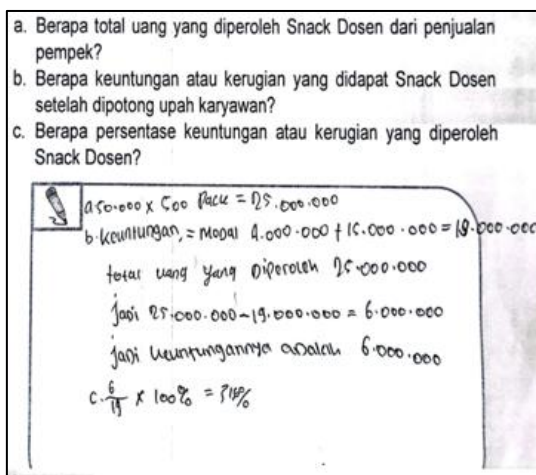 a. Berapa total uang yang diperoleh Snack Dosen dari penjualan
pempek?
b. Berapa keuntungan atau kerugian yang didapat Snack Dosen
setelah dipotong upah karyawan?
c. Berapa persentase keuntungan atau kerugian yang diperoleh
Snack Dosen?
a 50.000 x 500 Pack = 25.000.000
b. Keuntungan, = Modal 4.000.000 + 15.000.000 = 19.000.000
total uang yang Diperoleh 25.000.000
Jadi 25.000.000 - 19.000.000 = 6.000.000
Jadi keuntungannya adalah 6.000.000
c. 6/19 x 100% =